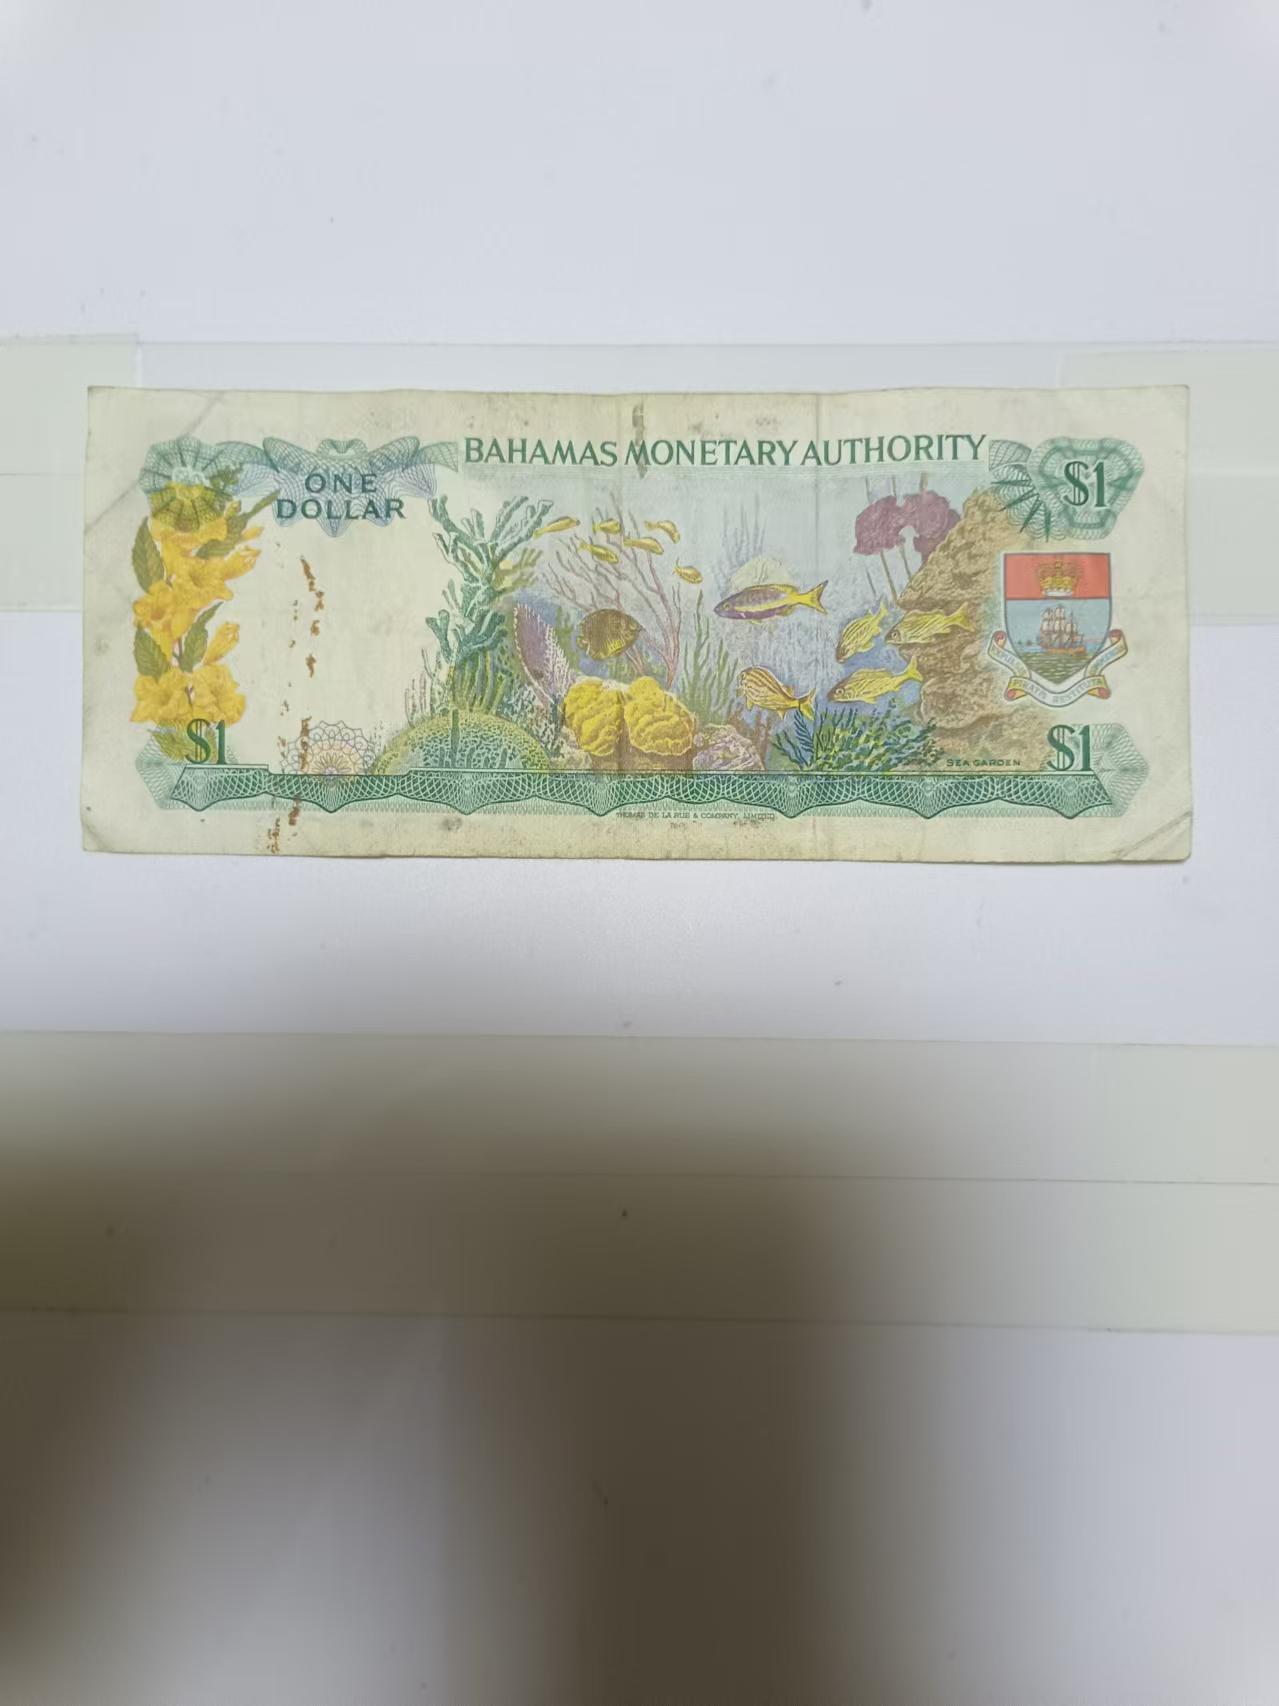 BAHAMAS MONETARY AUTHORITY
ONE
DOLLAR
$1
$1
SEA GARDEN
$1
THOMAS DE LA RUE & COMPANY, LIMITED